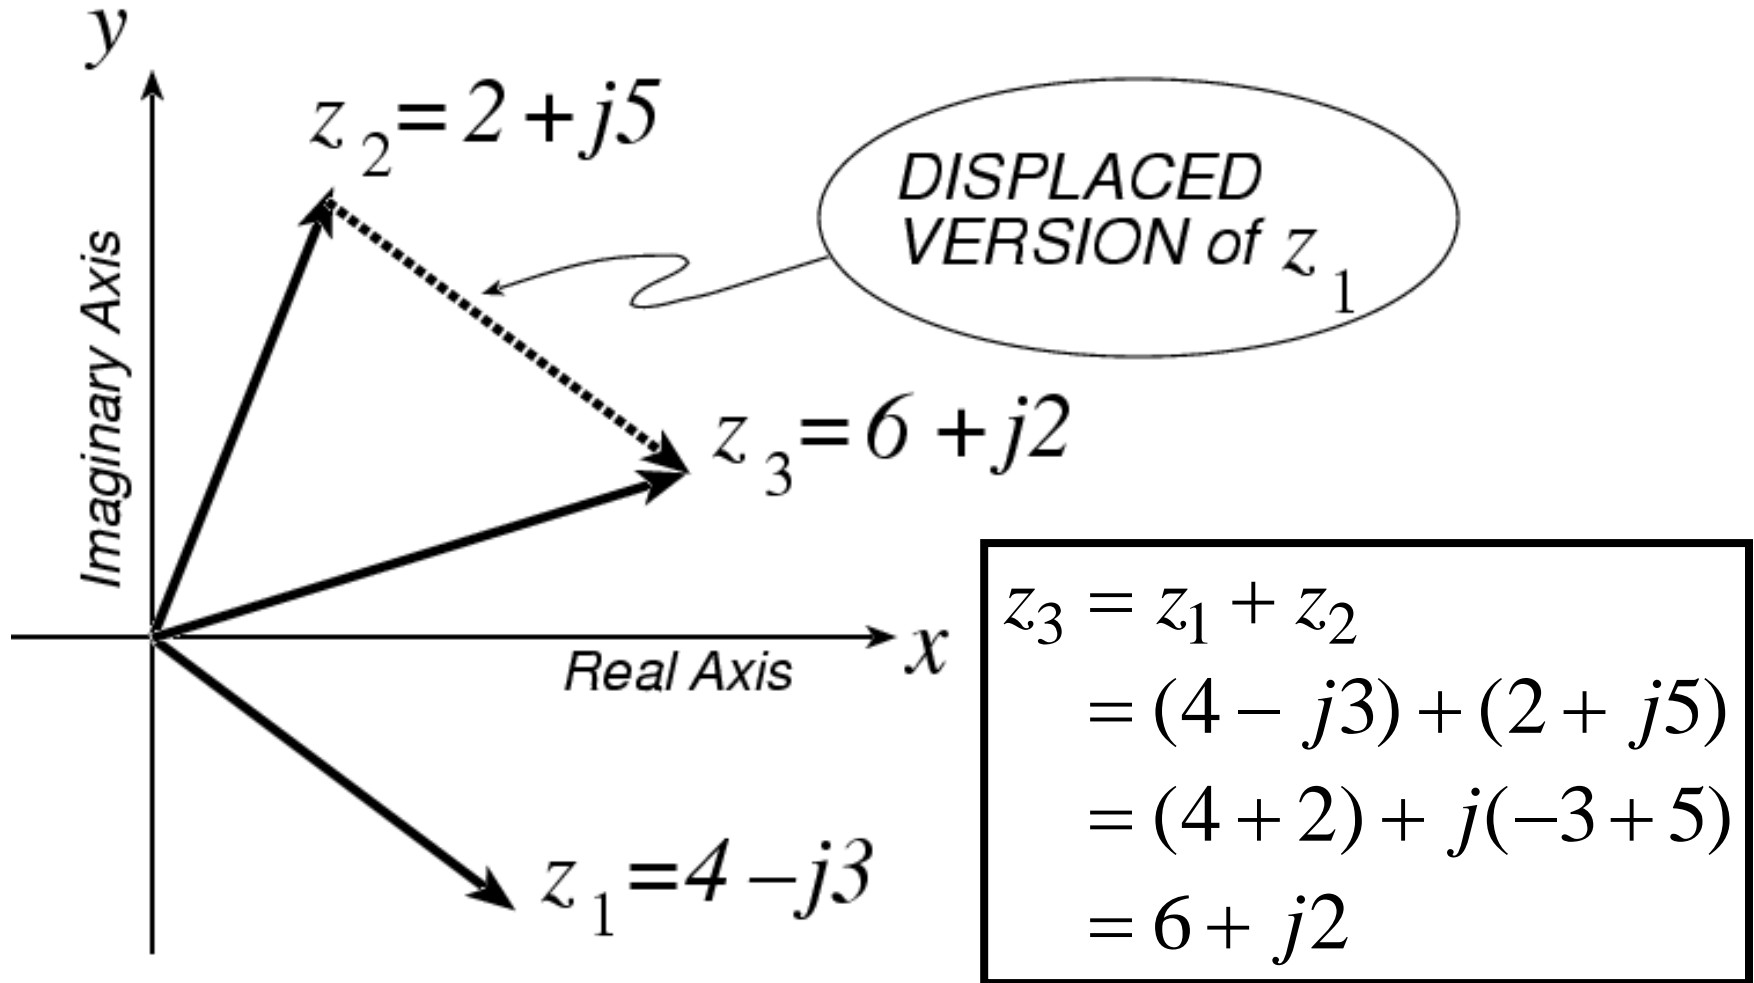 y
z₂ = 2 + j5
DISPLACED
VERSION of z₁
Imaginary Axis
z₃ = 6 + j2
x
Real Axis
z₁ = 4 − j3
z₃ = z₁ + z₂
= (4 − j3) + (2 + j5)
= (4 + 2) + j(−3 + 5)
= 6 + j2